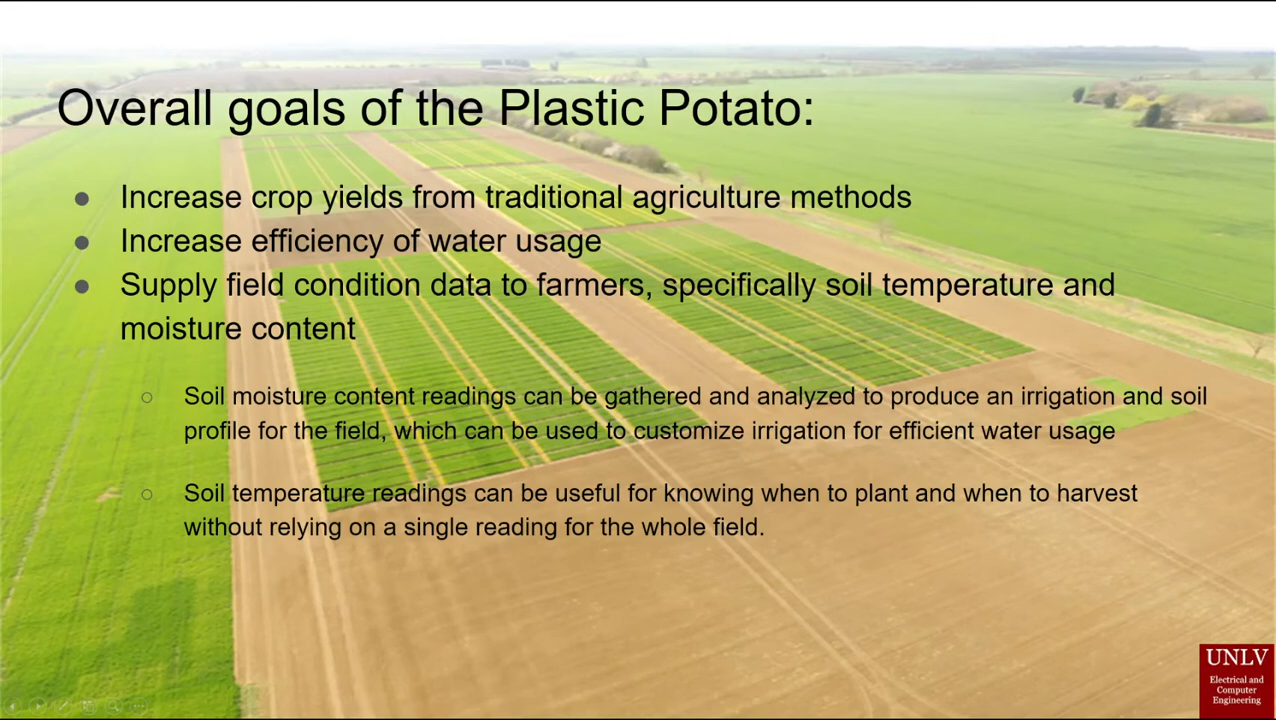 Overall goals of the Plastic Potato:
● Increase crop yields from traditional agriculture methods
● Increase efficiency of water usage
● Supply field condition data to farmers, specifically soil temperature and
moisture content
○ Soil moisture content readings can be gathered and analyzed to produce an irrigation and soil
profile for the field, which can be used to customize irrigation for efficient water usage
○ Soil temperature readings can be useful for knowing when to plant and when to harvest
without relying on a single reading for the whole field.
UNLV
Electrical and
Computer
Engineering